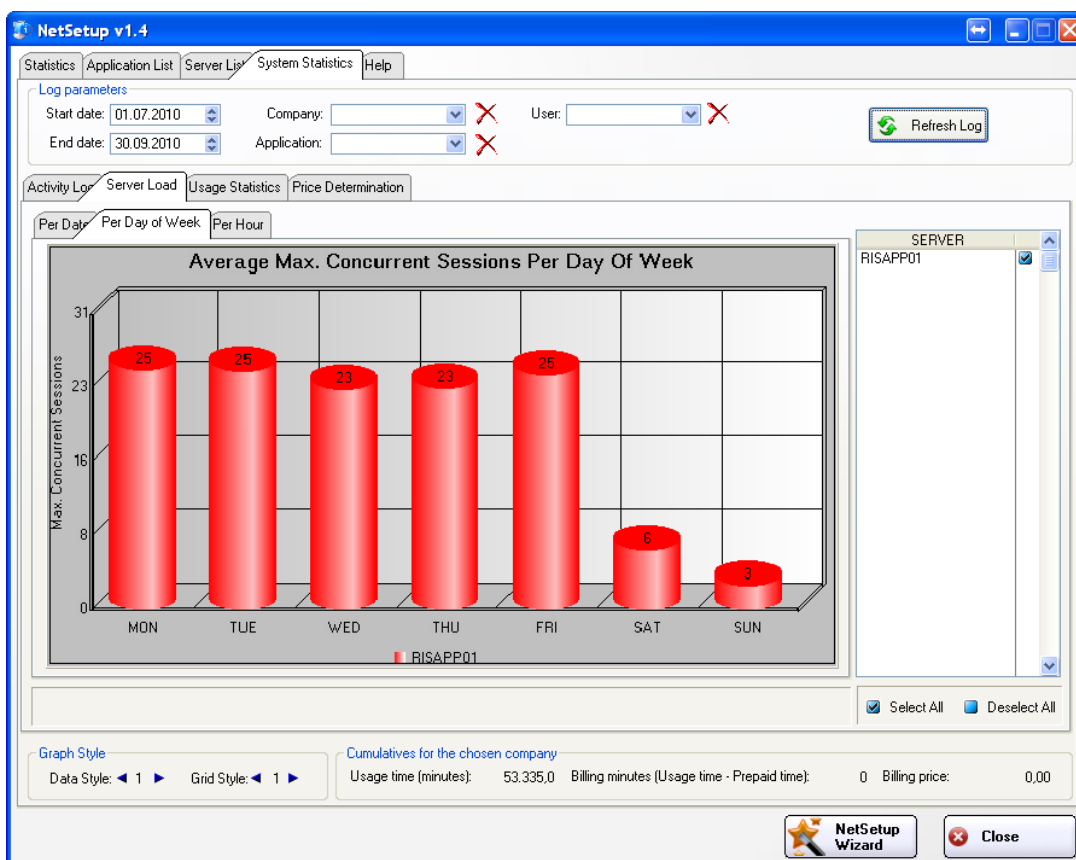 NetSetup v1.4
Statistics Application List Server List System Statistics Help
Log parameters
Start date: 01.07.2010 Company: User:
Refresh Log
End date: 30.09.2010 Application:
Activity Log Server Load Usage Statistics Price Determination
Per Date Per Day of Week Per Hour
SERVER
RISAPP01
Average Max. Concurrent Sessions Per Day Of Week
Max. Concurrent Sessions
31
23
16
8
0
25 25 23 23 25 6 3
MON TUE WED THU FRI SAT SUN
RISAPP01
Select All Deselect All
Graph Style
Data Style: 1 Grid Style: 1
Cumulatives for the chosen company
Usage time (minutes): 53.335,0 Billing minutes (Usage time - Prepaid time): 0 Billing price: 0,00
NetSetup
Wizard
Close